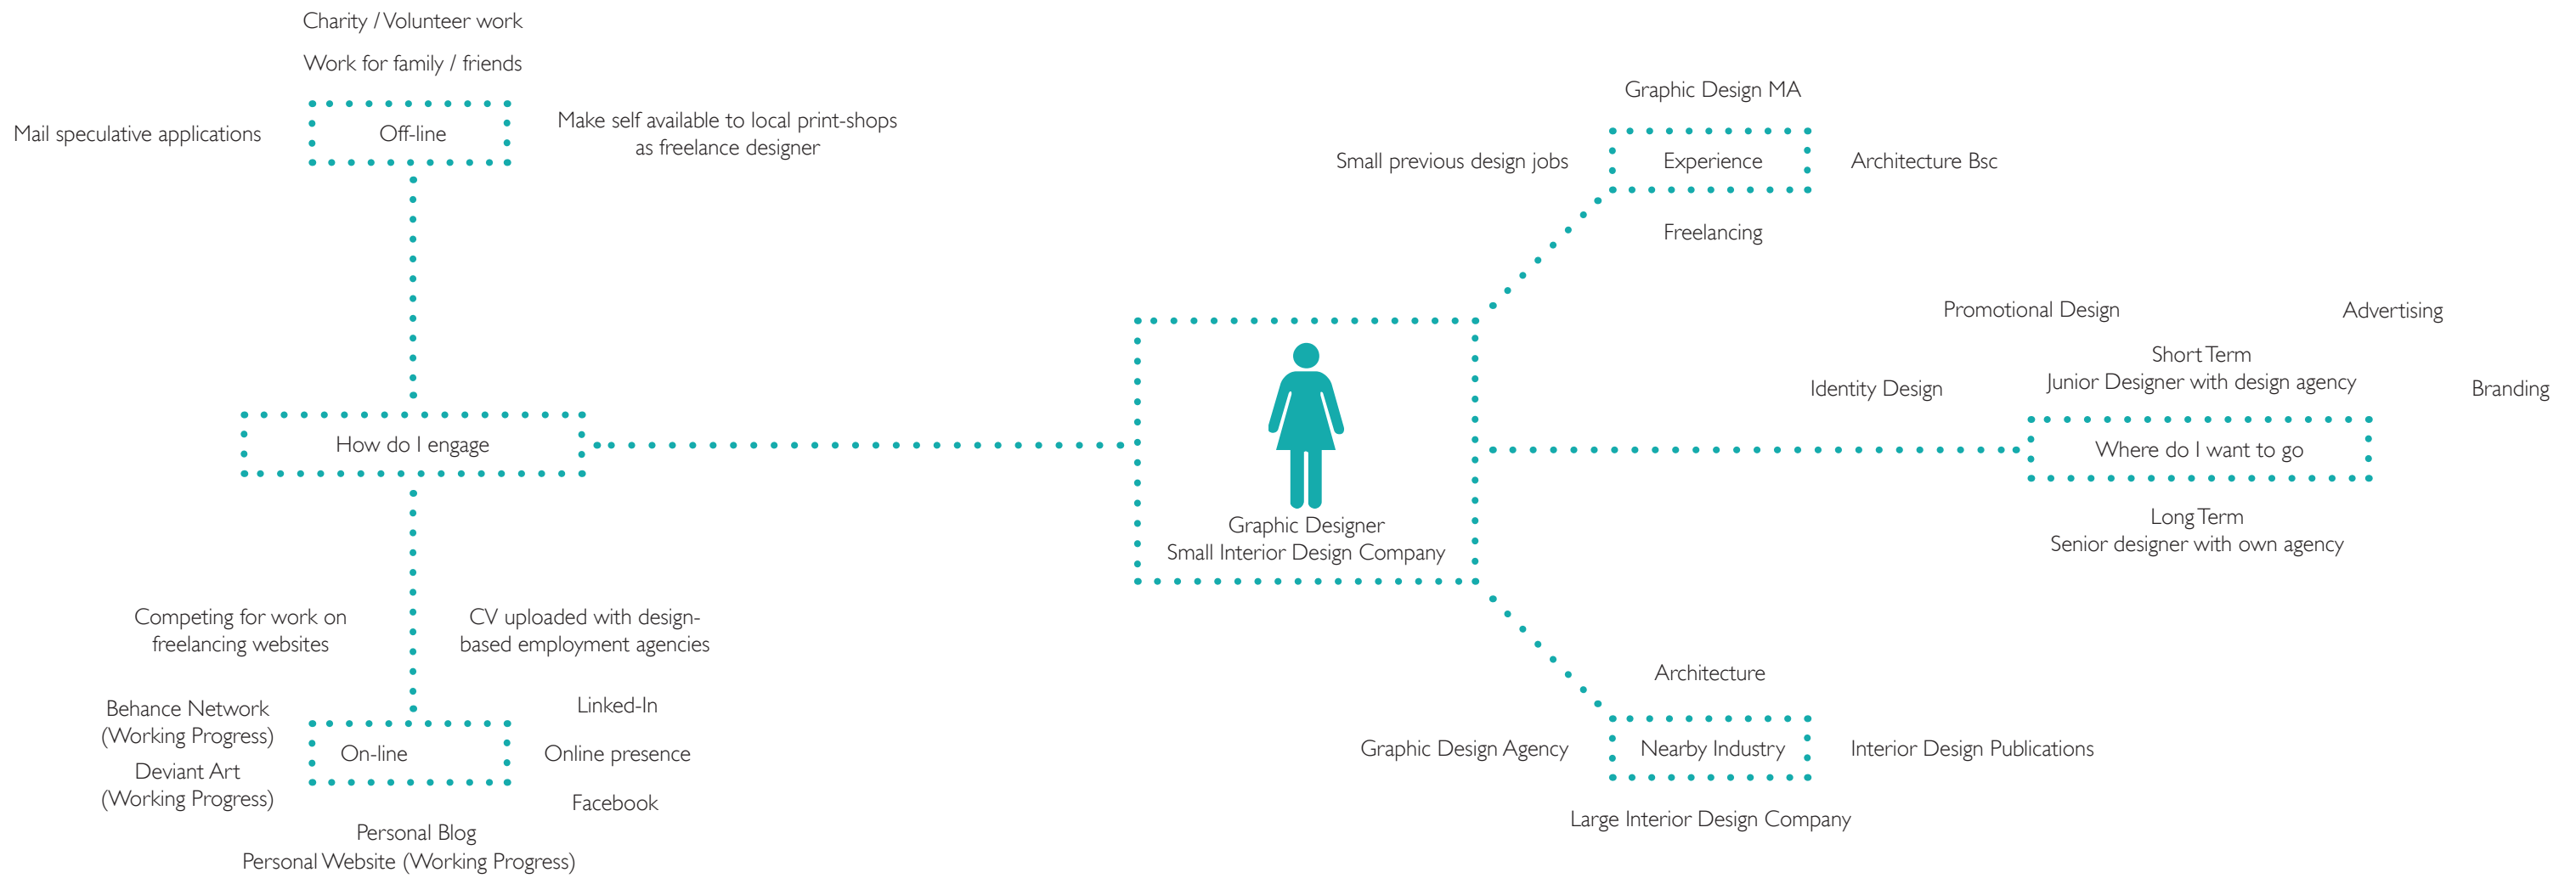 Charity / Volunteer work
Work for family / friends
Mail speculative applications
Off-line
Make self available to local print-shops
as freelance designer
How do I engage
Competing for work on
freelancing websites
CV uploaded with design-
based employment agencies
Behance Network
(Working Progress)
Deviant Art
(Working Progress)
On-line
Linked-In
Online presence
Facebook
Personal Blog
Personal Website (Working Progress)
Graphic Designer
Small Interior Design Company
Graphic Design MA
Small previous design jobs
Experience
Architecture Bsc
Freelancing
Promotional Design
Advertising
Identity Design
Short Term
Junior Designer with design agency
Branding
Where do I want to go
Long Term
Senior designer with own agency
Architecture
Graphic Design Agency
Nearby Industry
Interior Design Publications
Large Interior Design Company